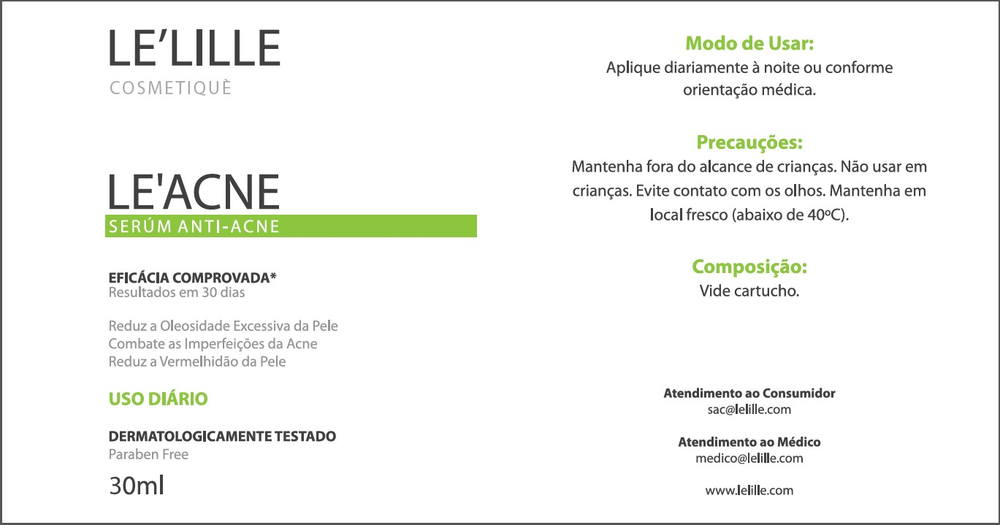 LE’LILLE
COSMETIQUÈ
LE'ACNE
SERÚM ANTI-ACNE
EFICÁCIA COMPROVADA*
Resultados em 30 dias
Reduz a Oleosidade Excessiva da Pele
Combate as Imperfeições da Acne
Reduz a Vermelhidão da Pele
USO DIÁRIO
DERMATOLOGICAMENTE TESTADO
Paraben Free
30ml
Modo de Usar:
Aplique diariamente à noite ou conforme
orientação médica.
Precauções:
Mantenha fora do alcance de crianças. Não usar em
crianças. Evite contato com os olhos. Mantenha em
local fresco (abaixo de 40ºC).
Composição:
Vide cartucho.
Atendimento ao Consumidor
sac@lelille.com
Atendimento ao Médico
medico@lelille.com
www.lelille.com